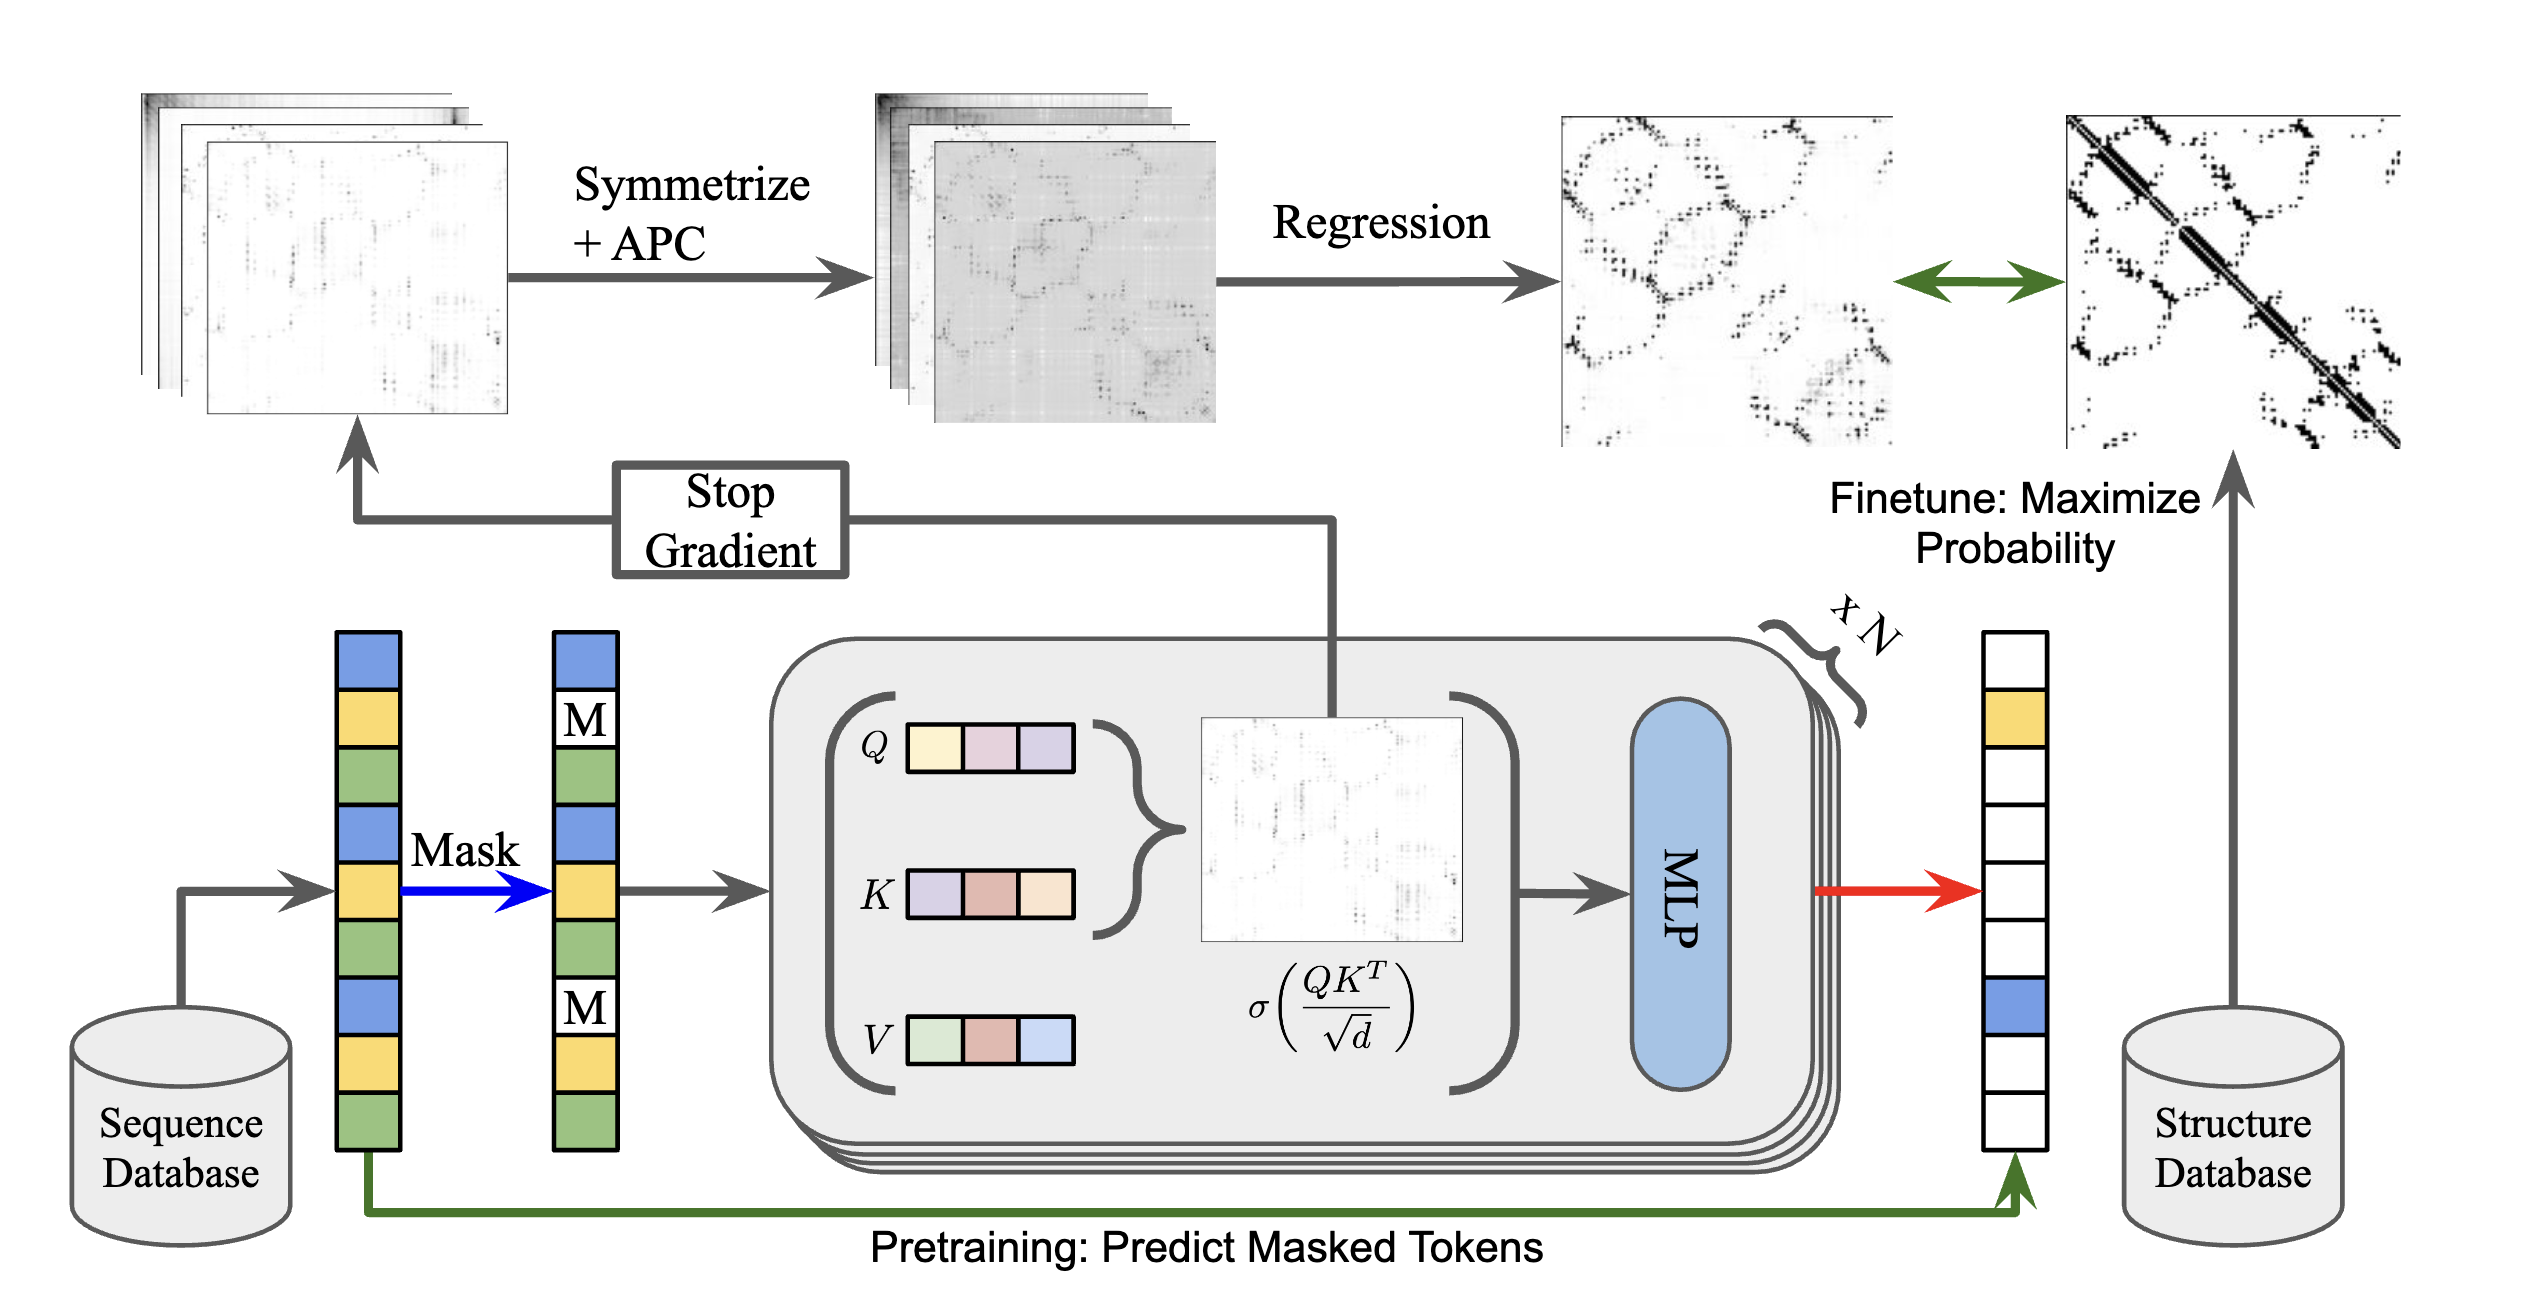 Symmetrize
+ APC
Regression
Stop
Gradient
Finetune: Maximize
Probability
x N
M
Q
Mask
K
MLP
M
σ(QK^T/√d)
V
Sequence
Database
Structure
Database
Pretraining: Predict Masked Tokens